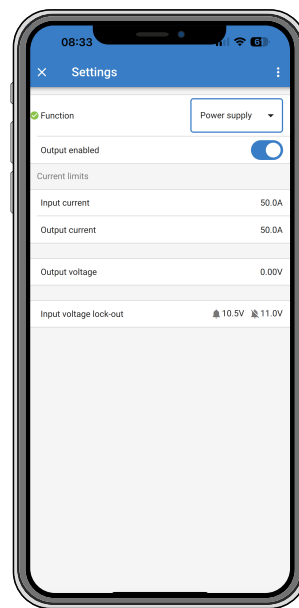 08:33
61
Settings
Function
Power supply
Output enabled
Current limits
Input current 50.0A
Output current 50.0A
Output voltage 0.00V
Input voltage lock-out 10.5V 11.0V